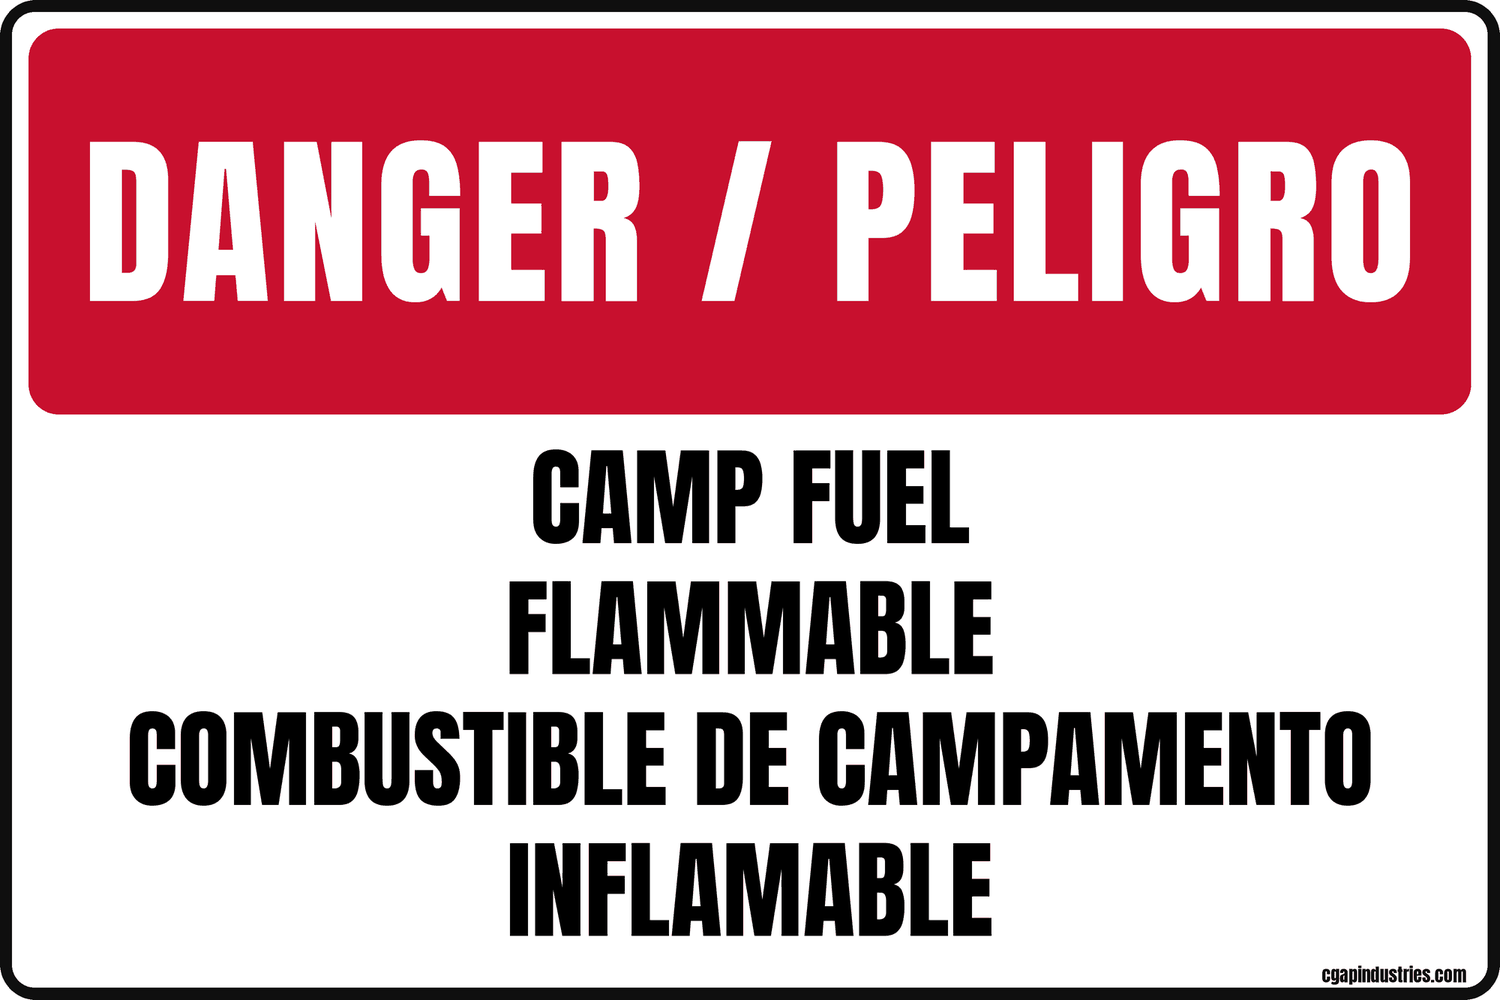 DANGER / PELIGRO
CAMP FUEL
FLAMMABLE
COMBUSTIBLE DE CAMPAMENTO
INFLAMABLE
cgapindustries.com